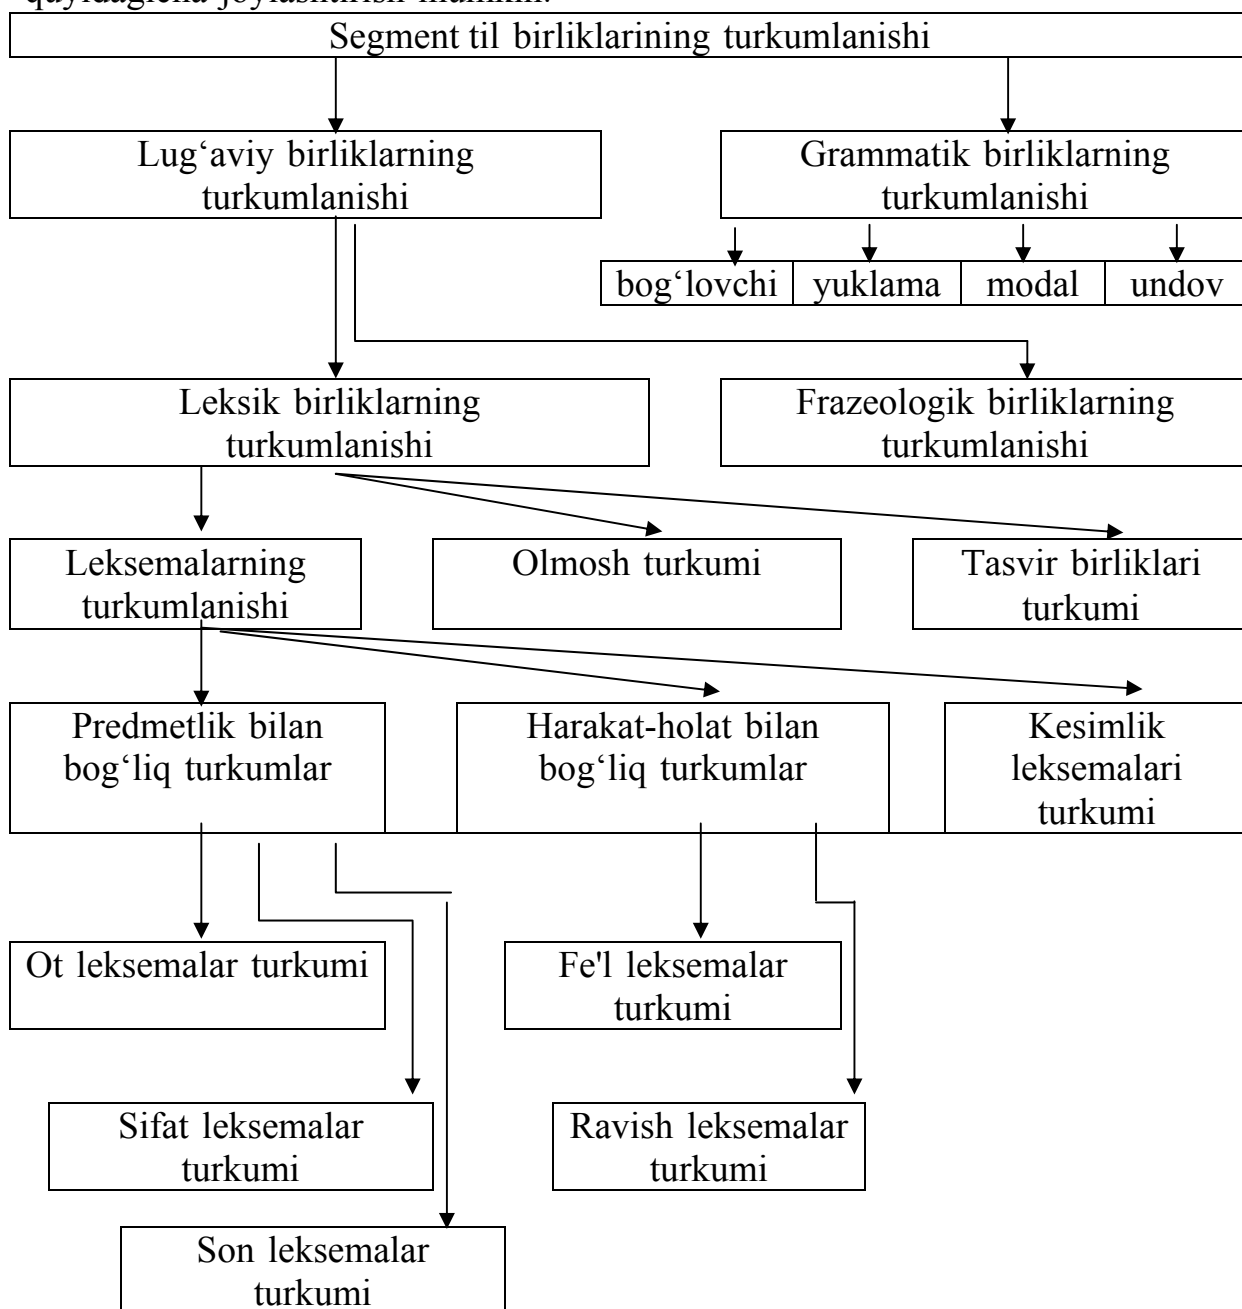 quyidagicha joylashtirish mumkin:
Segment til birliklarining turkumlanishi
Lug‘aviy birliklarning
turkumlanishi
Grammatik birliklarning
turkumlanishi
bog‘lovchi
yuklama
modal
undov
Leksik birliklarning
turkumlanishi
Frazeologik birliklarning
turkumlanishi
Leksemalarning
turkumlanishi
Olmosh turkumi
Tasvir birliklari
turkumi
Predmetlik bilan
bog‘liq turkumlar
Harakat-holat bilan
bog‘liq turkumlar
Kesimlik
leksemalari
turkumi
Ot leksemalar turkumi
Fe'l leksemalar
turkumi
Sifat leksemalar
turkumi
Ravish leksemalar
turkumi
Son leksemalar
turkumi